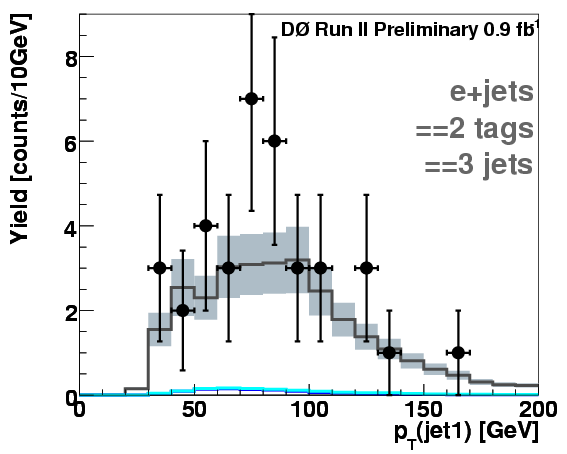 DØ Run II Preliminary 0.9 fb⁻¹
e+jets
==2 tags
==3 jets
Yield [counts/10GeV]
8
6
4
2
0
0 50 100 150 200
p_T(jet1) [GeV]